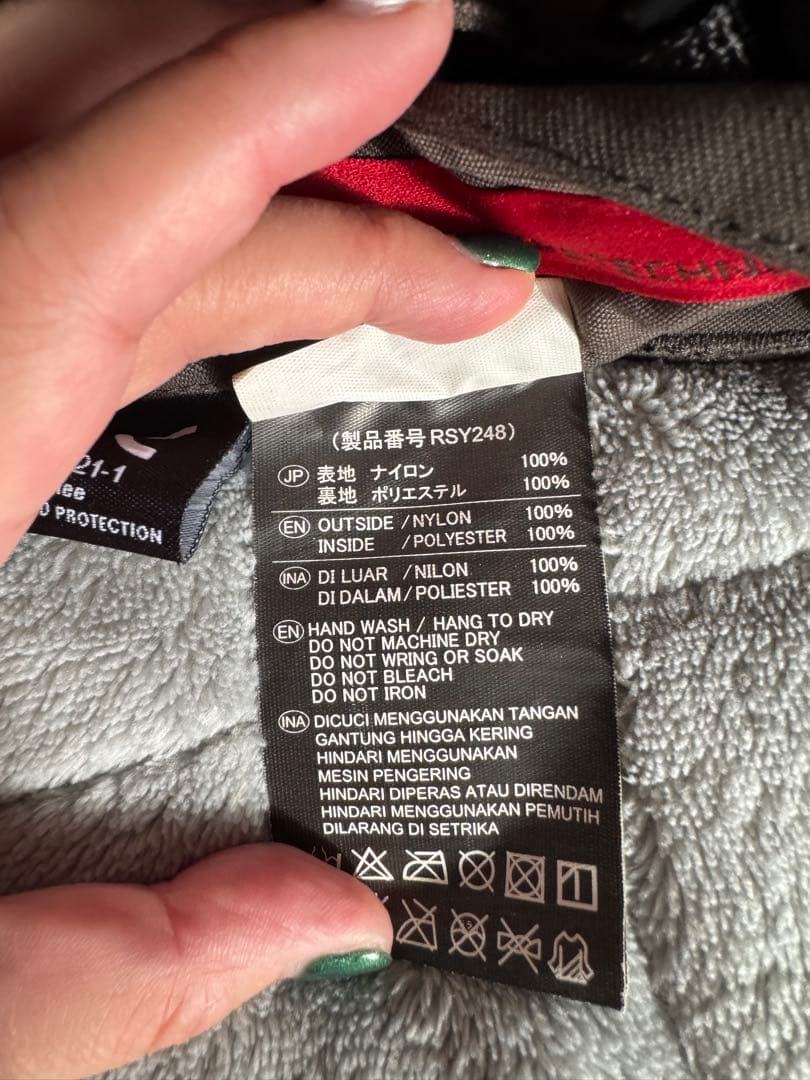 (製品番号 RSY248)
JP 表地 ナイロン 100%
裏地 ポリエステル 100%
EN OUTSIDE / NYLON 100%
INSIDE / POLYESTER 100%
INA DI LUAR / NILON 100%
DI DALAM / POLIESTER 100%
EN HAND WASH / HANG TO DRY
DO NOT MACHINE DRY
DO NOT WRING OR SOAK
DO NOT BLEACH
DO NOT IRON
INA DICUCI MENGGUNAKAN TANGAN
GANTUNG HINGGA KERING
HINDARI MENGGUNAKAN
MESIN PENGERING
HINDARI DIPERAS ATAU DIRENDAM
HINDARI MENGGUNAKAN PEMUTIH
DILARANG DI SETRIKA
21-1
PROTECTION